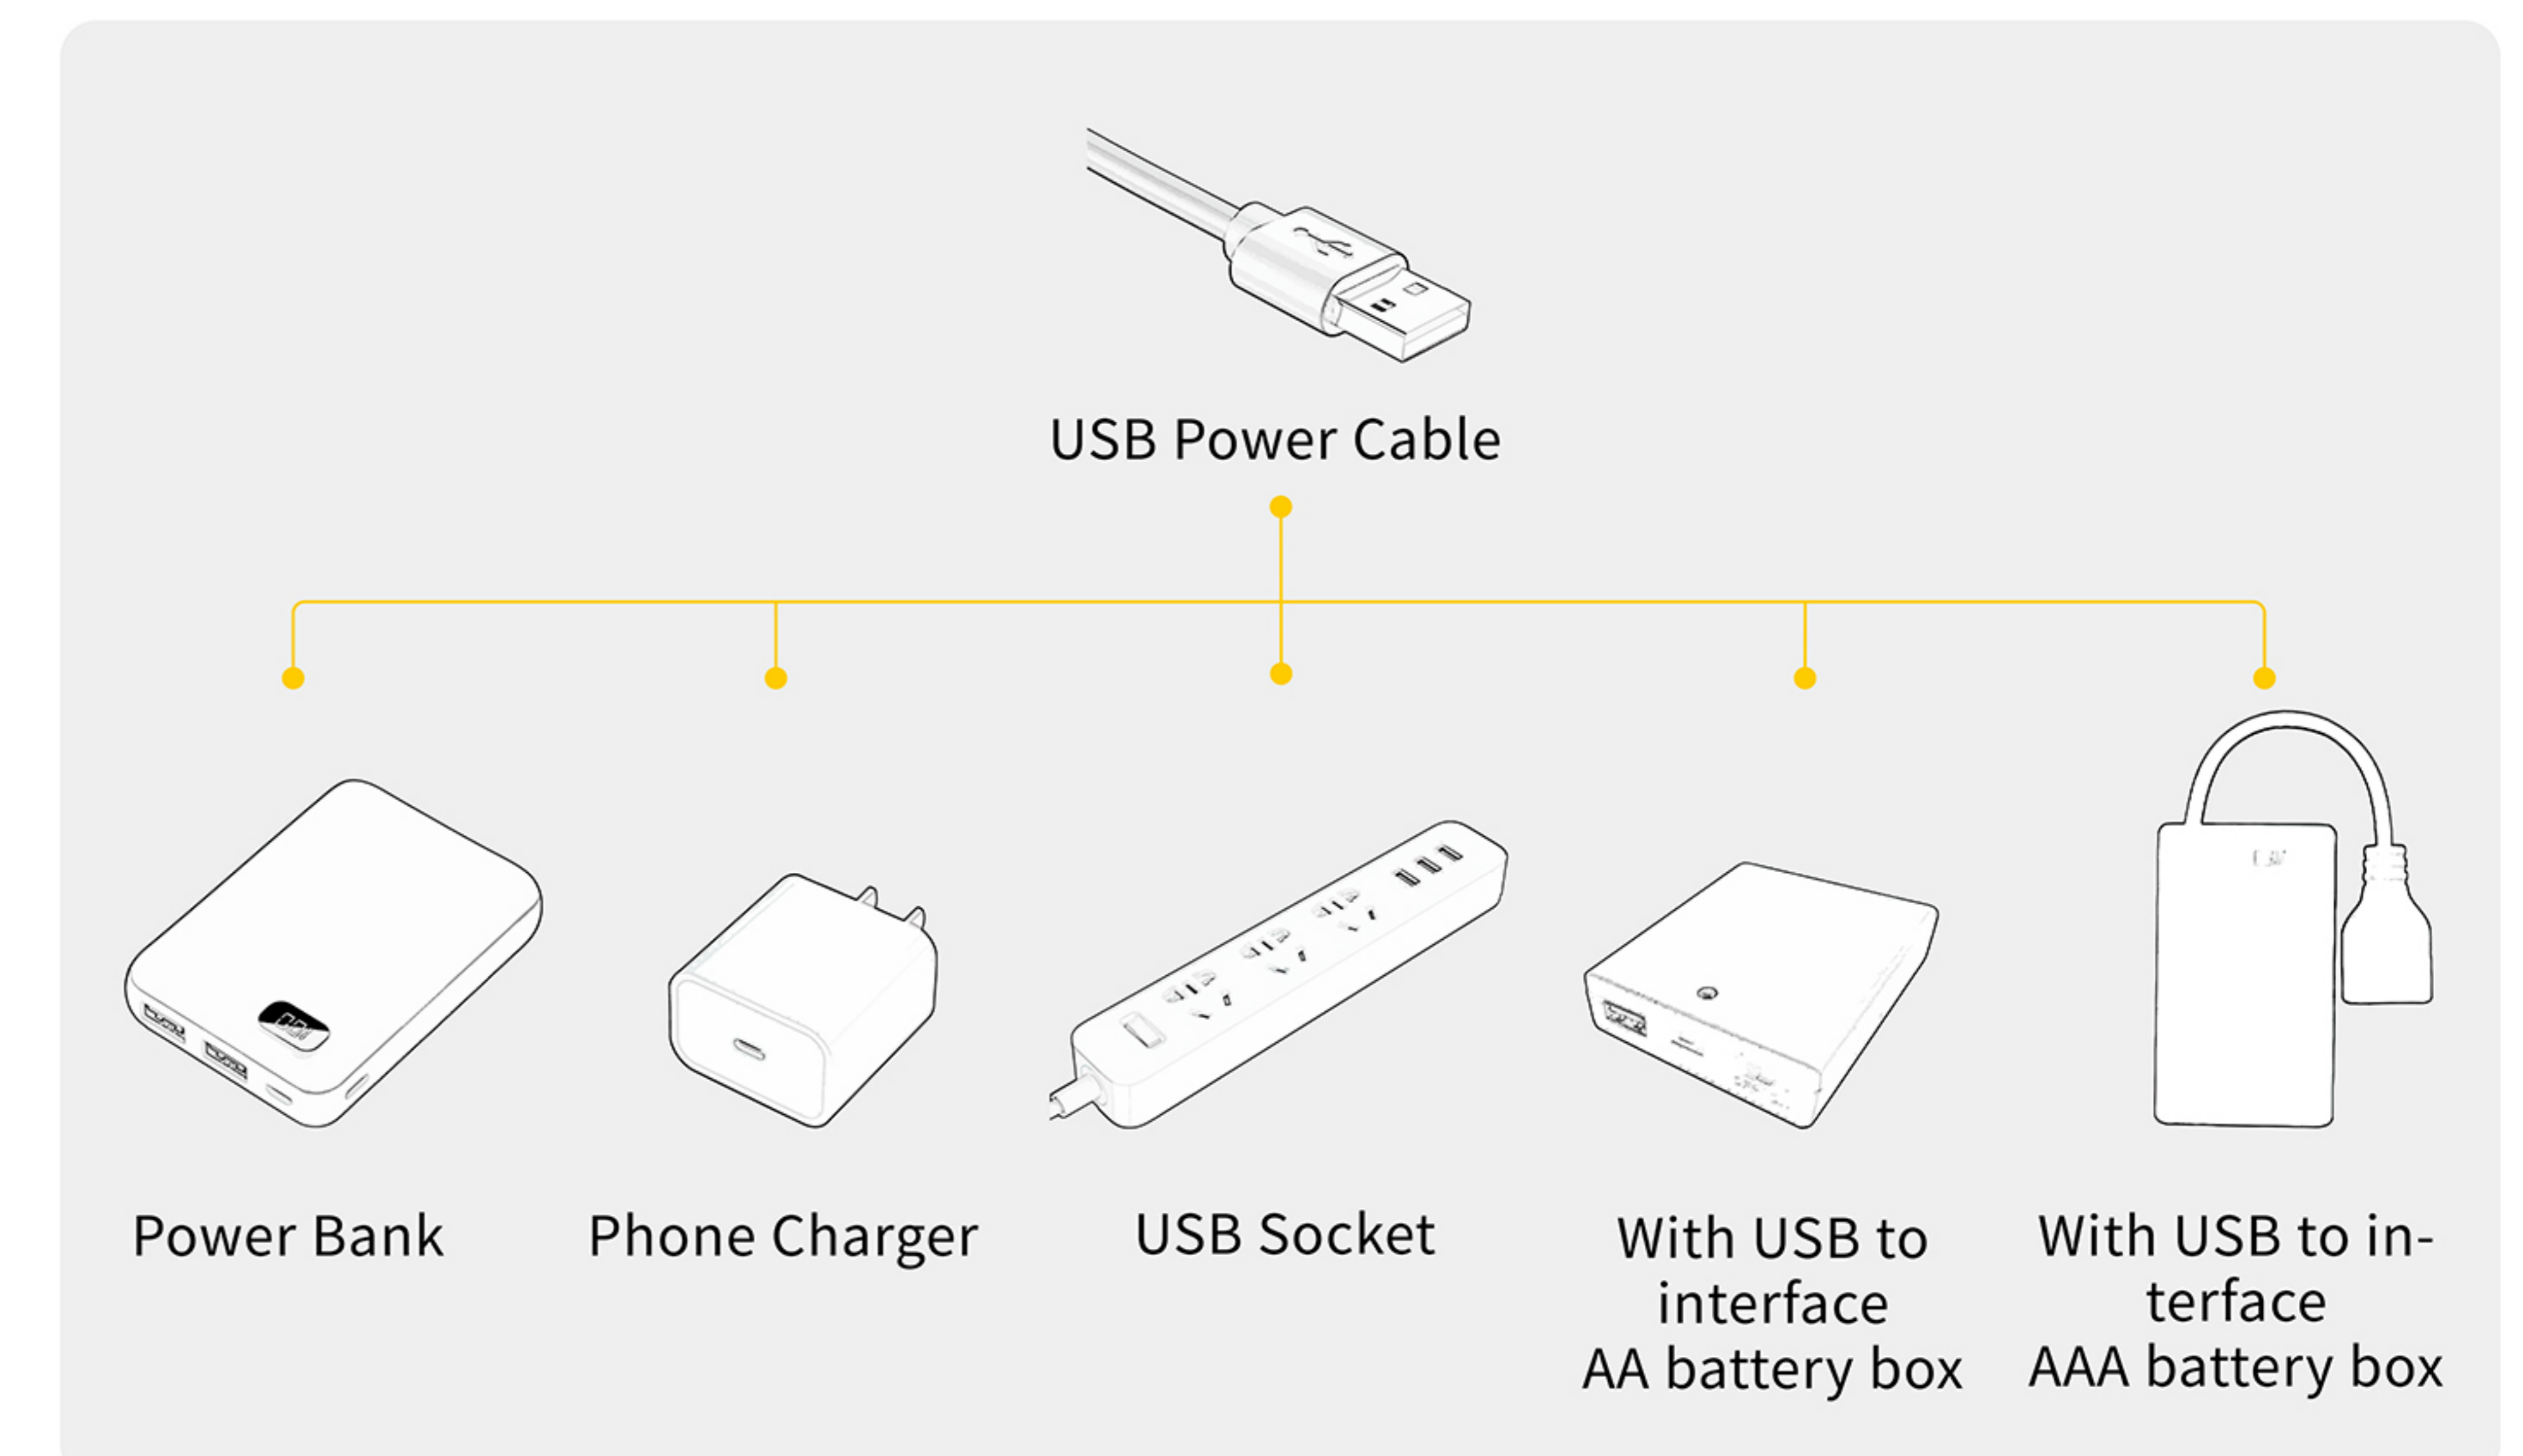 USB Power Cable
Power Bank
Phone Charger
USB Socket
With USB to
interface
AA battery box
With USB to in-
terface
AAA battery box